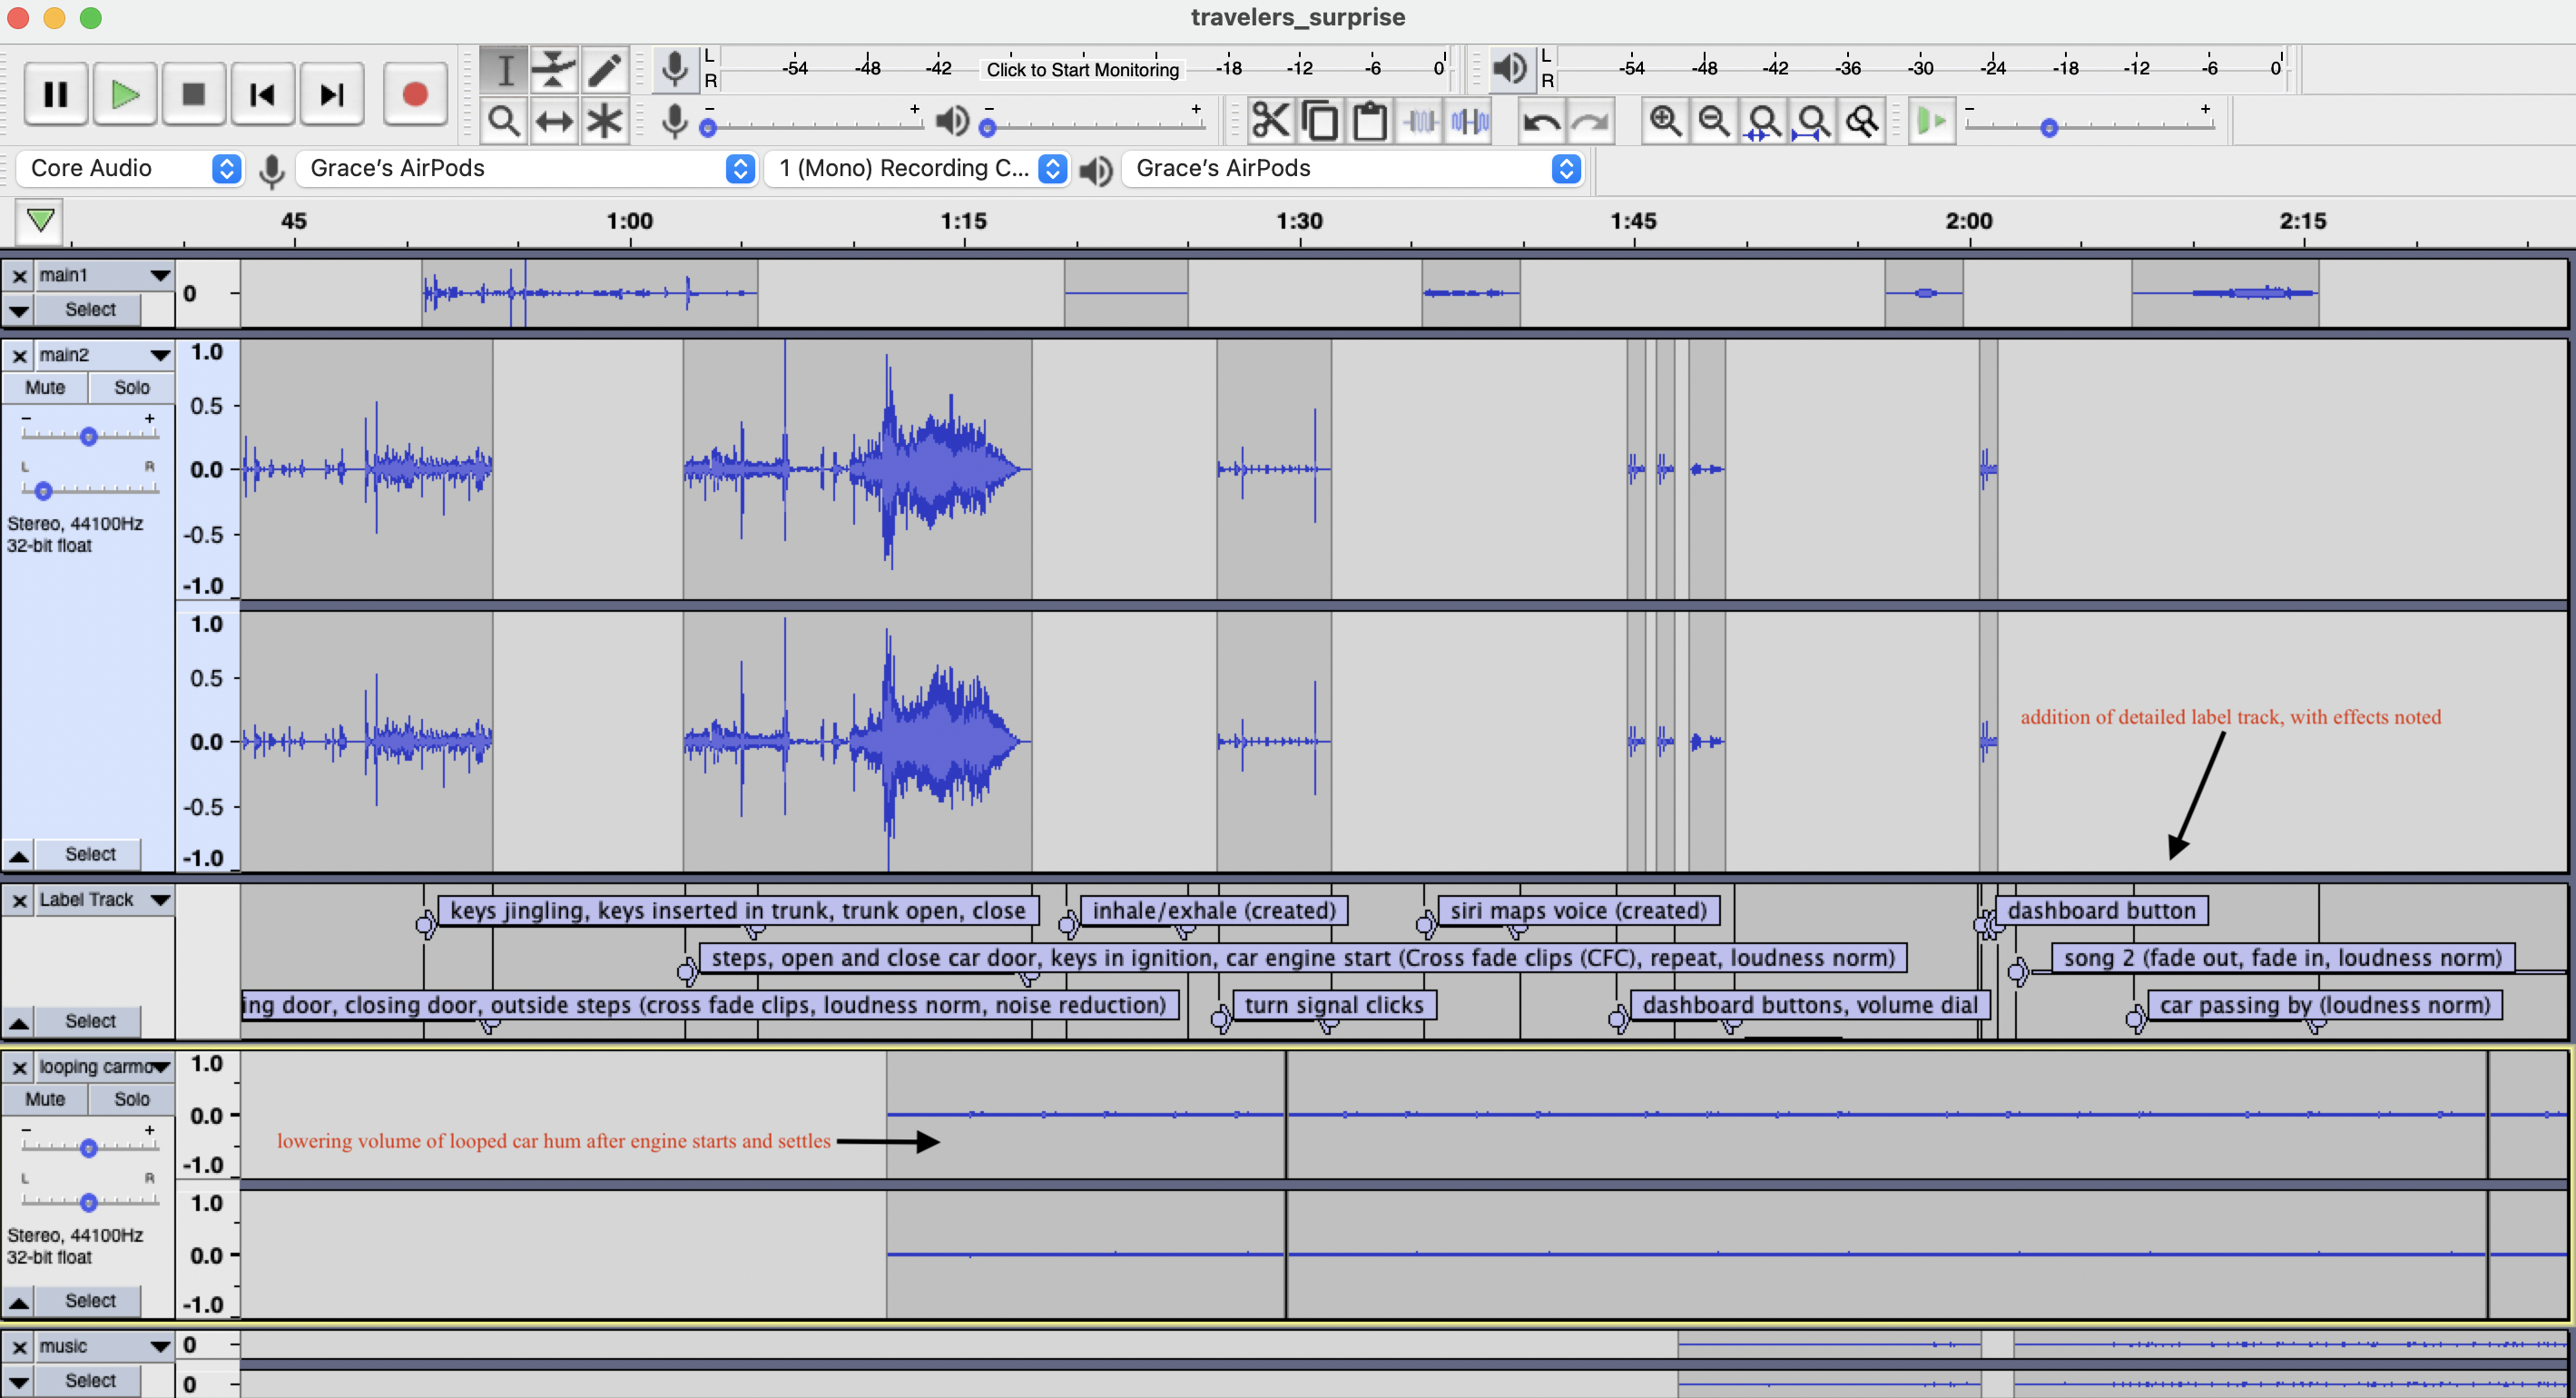 travelers_surprise
L
R
-54 -48 -42 Click to Start Monitoring -18 -12 -6 0
L
R
-54 -48 -42 -36 -30 -24 -18 -12 -6 0
- +
- +
- +
Core Audio
Grace's AirPods
1 (Mono) Recording C...
Grace's AirPods
45 1:00 1:15 1:30 1:45 2:00 2:15
main1
Select
0
main2
Mute Solo
- +
L R
Stereo, 44100Hz
32-bit float
Select
1.0
0.5
0.0
-0.5
-1.0
1.0
0.5
0.0
-0.5
-1.0
addition of detailed label track, with effects noted
Label Track
Select
keys jingling, keys inserted in trunk, trunk open, close
inhale/exhale (created)
siri maps voice (created)
dashboard button
steps, open and close car door, keys in ignition, car engine start (Cross fade clips (CFC), repeat, loudness norm)
song 2 (fade out, fade in, loudness norm)
ing door, closing door, outside steps (cross fade clips, loudness norm, noise reduction)
turn signal clicks
dashboard buttons, volume dial
car passing by (loudness norm)
looping carmo
Mute Solo
- +
L R
Stereo, 44100Hz
32-bit float
Select
1.0
0.0
-1.0
1.0
0.0
-1.0
lowering volume of looped car hum after engine starts and settles
music
Select
0
0